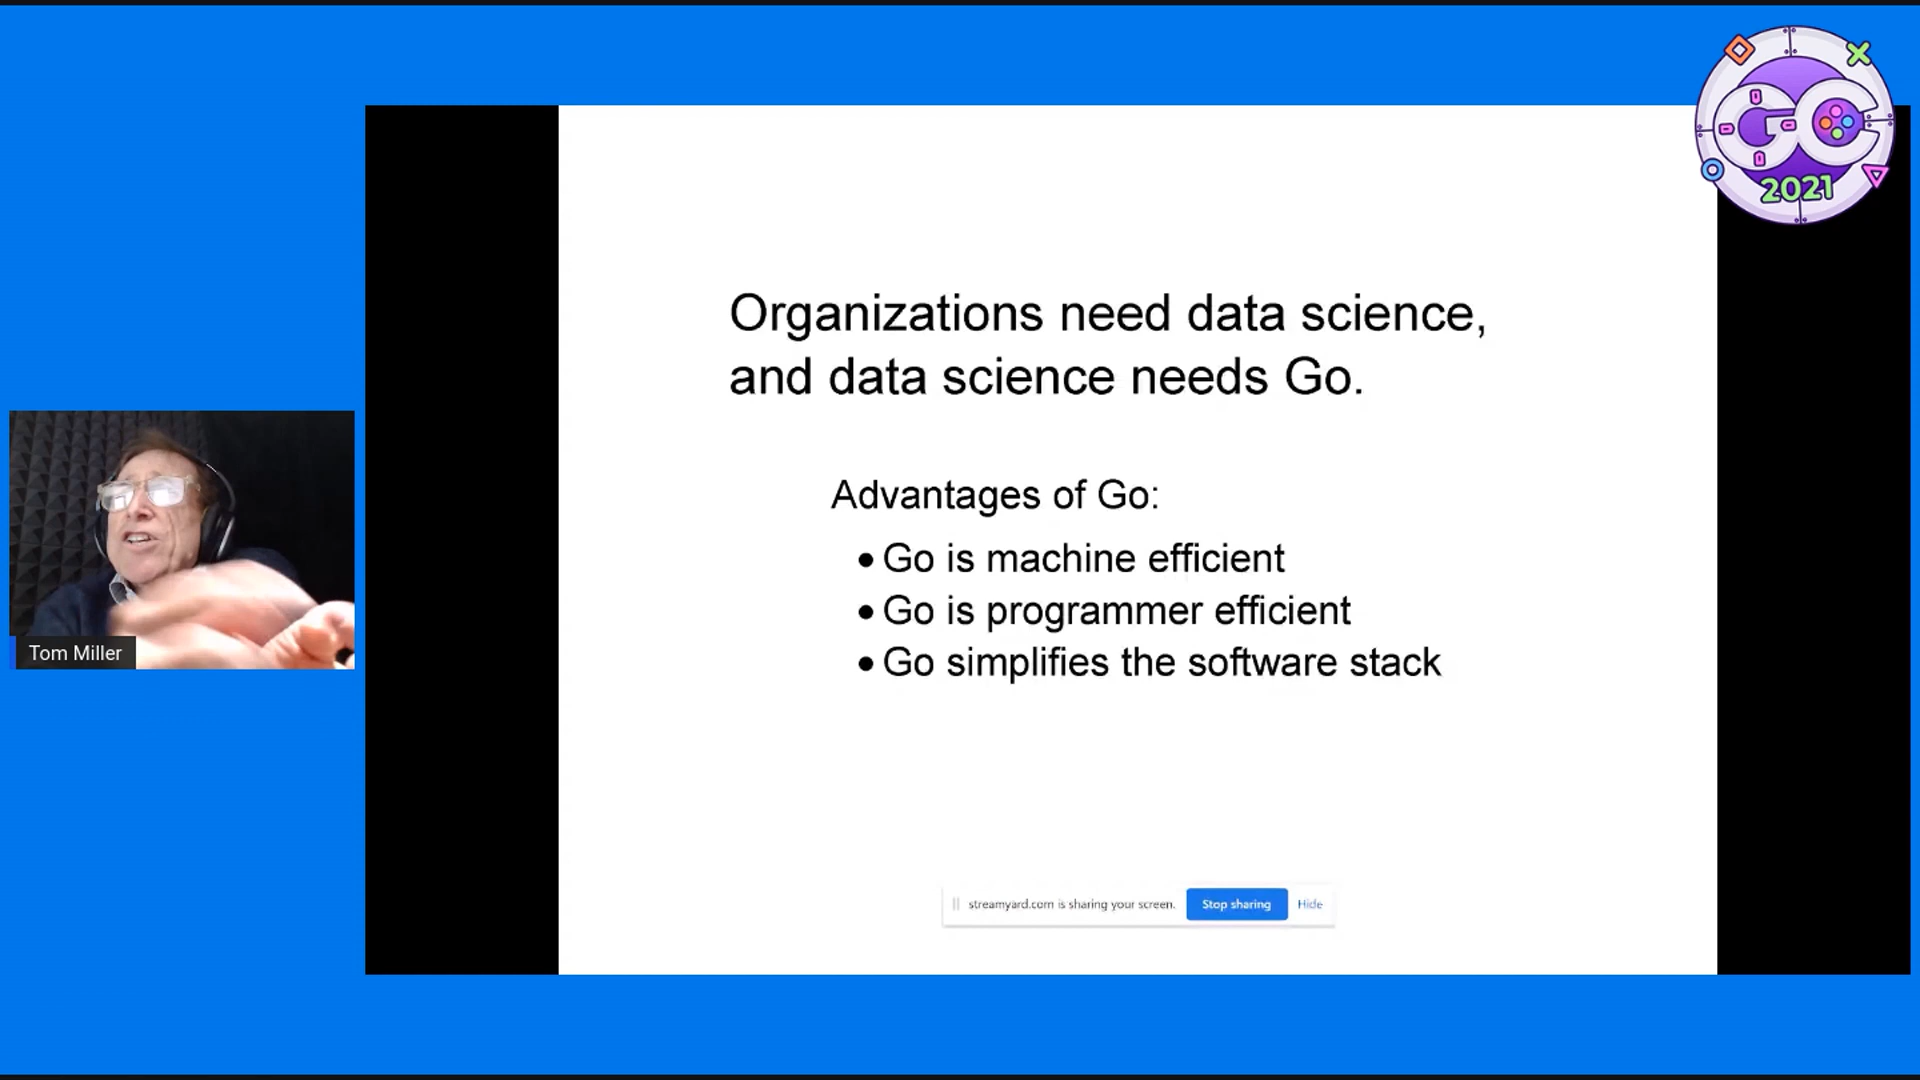 GC
2021
Organizations need data science,
and data science needs Go.
Advantages of Go:
• Go is machine efficient
• Go is programmer efficient
• Go simplifies the software stack
Tom Miller
streamyard.com is sharing your screen. Stop sharing Hide